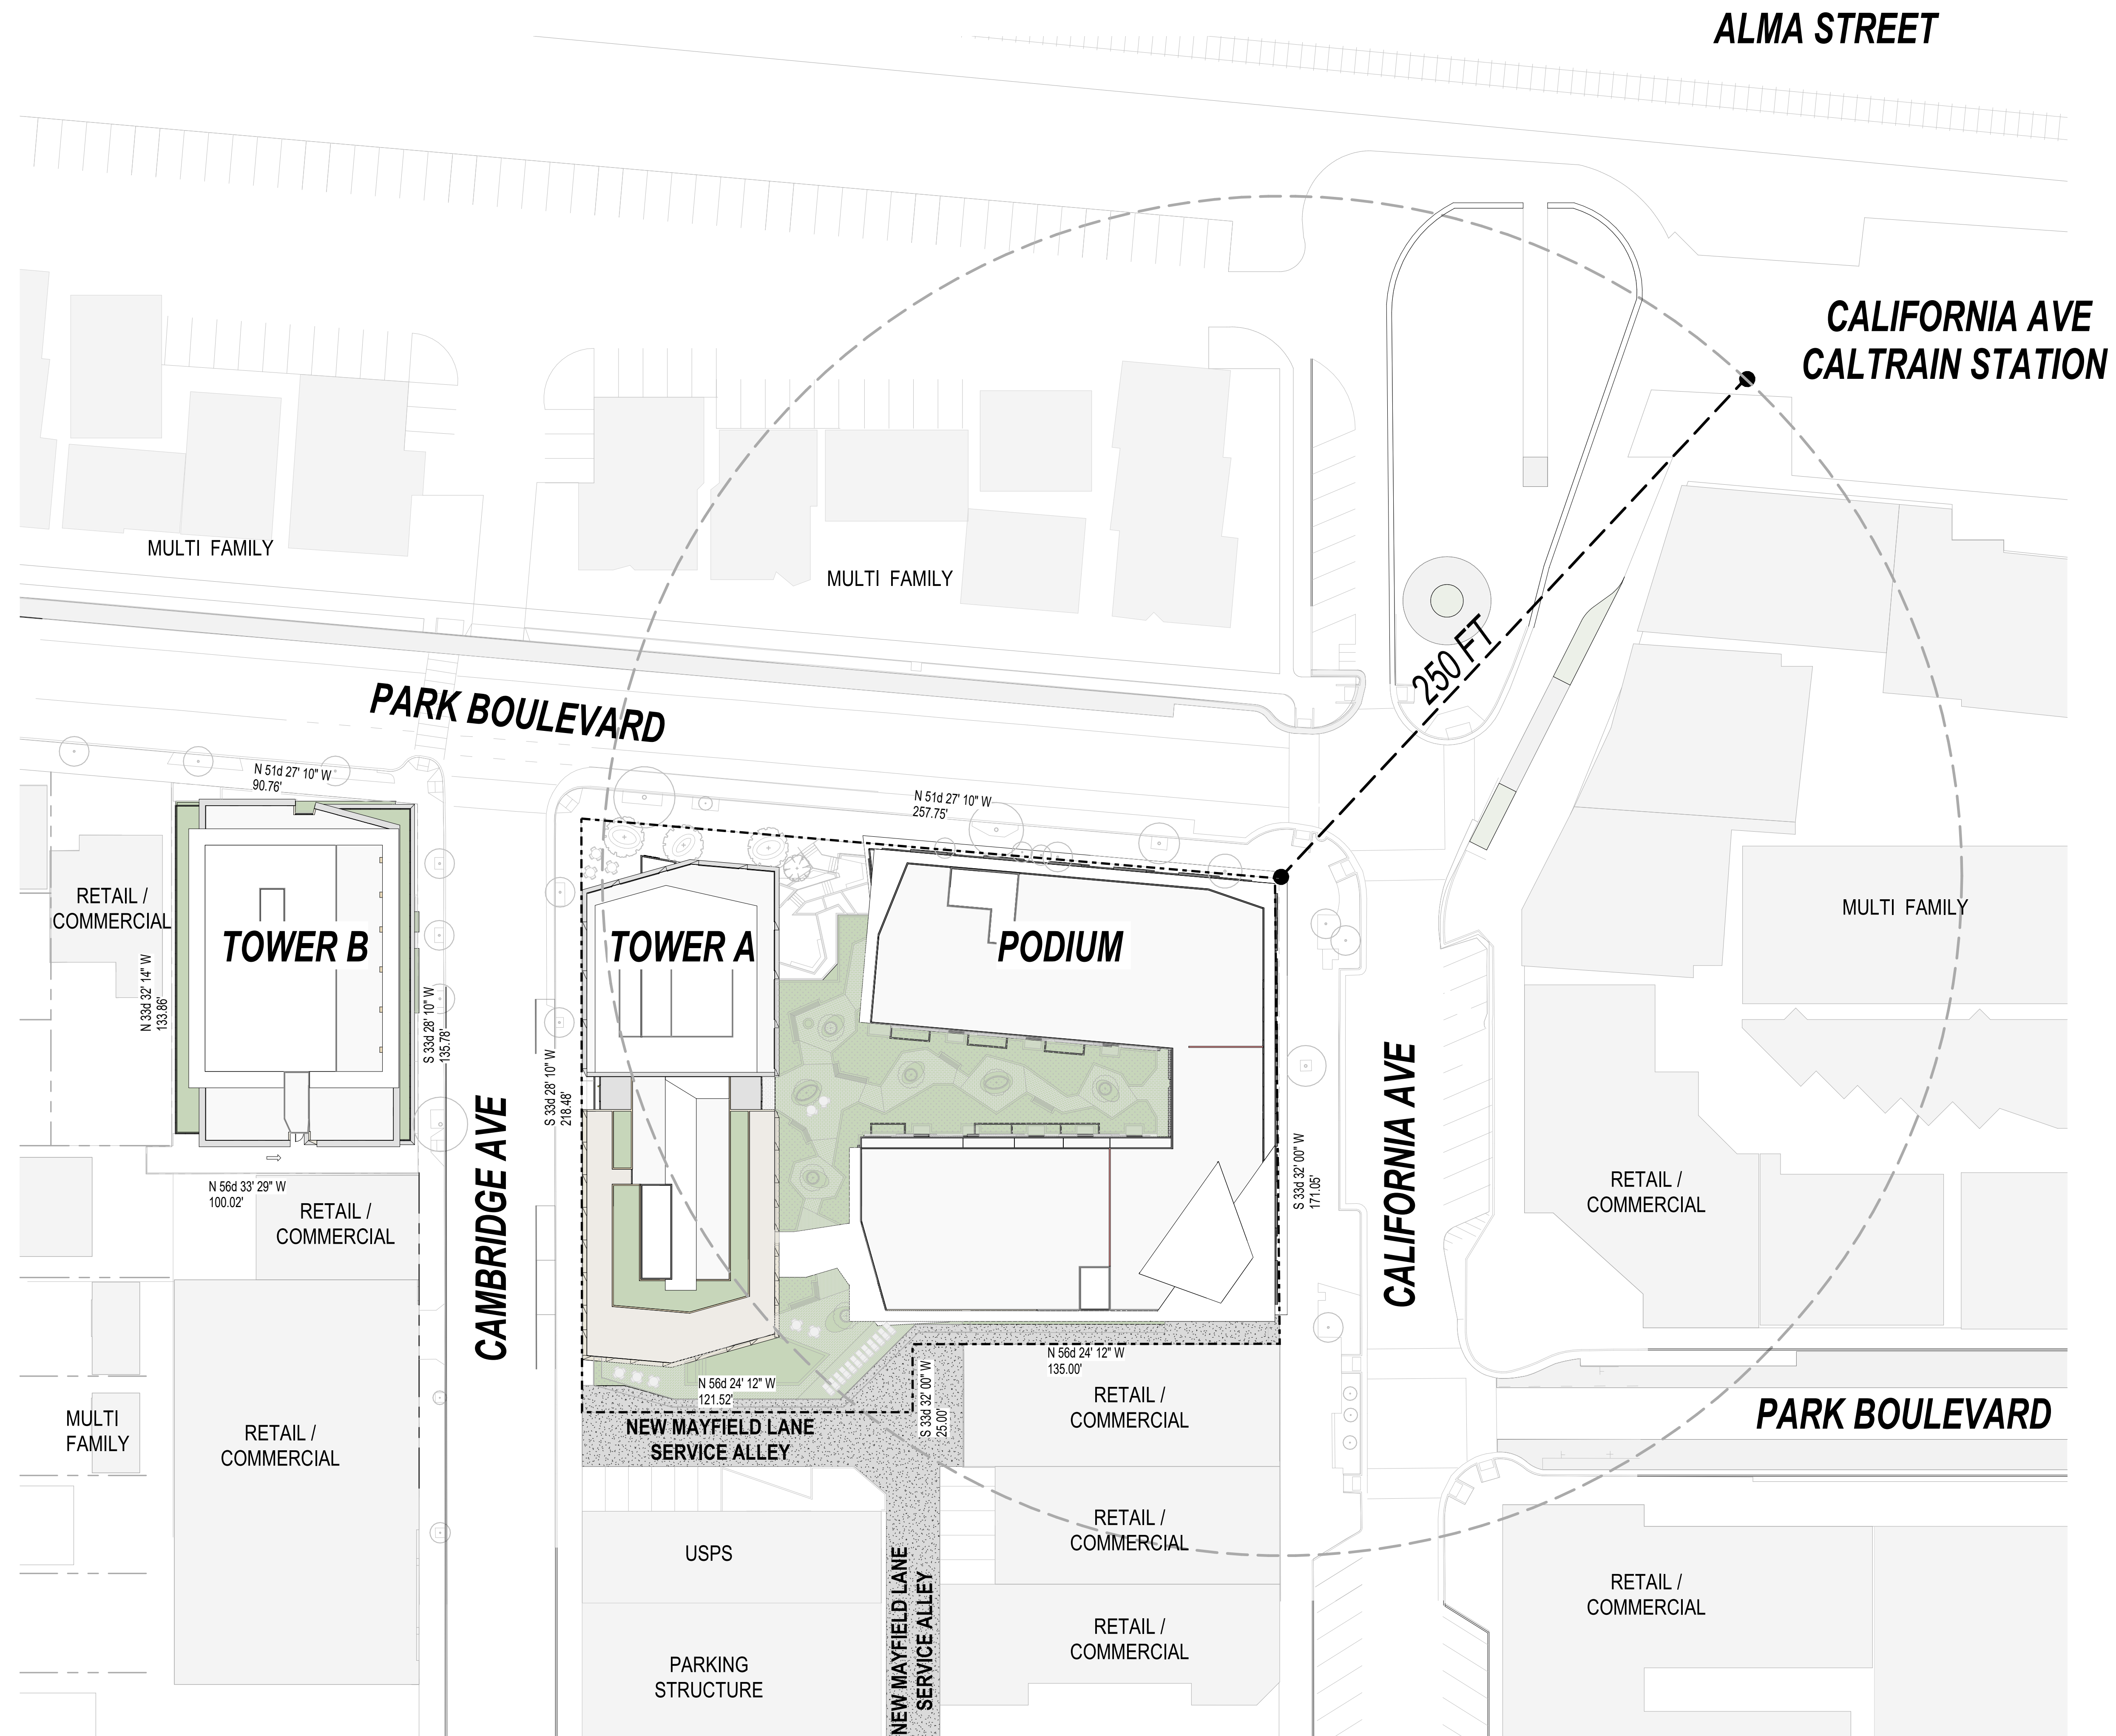 ALMA STREET
CALIFORNIA AVE
CALTRAIN STATION
MULTI FAMILY
MULTI FAMILY
250 FT
PARK BOULEVARD
N 51d 27' 10" W
90.76'
N 51d 27' 10" W
257.75'
RETAIL /
COMMERCIAL
TOWER B
TOWER A
PODIUM
MULTI FAMILY
N 33d 32' 14" W
133.86'
S 33d 28' 10" W
135.78'
S 33d 28' 10" W
218.48'
CAMBRIDGE AVE
CALIFORNIA AVE
S 33d 32' 00" W
171.05'
N 56d 33' 29" W
100.02'
RETAIL /
COMMERCIAL
RETAIL /
COMMERCIAL
N 56d 24' 12" W
135.00'
N 56d 24' 12" W
121.52'
S 33d 32' 00" W
25.00'
RETAIL /
COMMERCIAL
PARK BOULEVARD
MULTI
FAMILY
RETAIL /
COMMERCIAL
NEW MAYFIELD LANE
SERVICE ALLEY
USPS
RETAIL /
COMMERCIAL
NEW MAYFIELD LANE
SERVICE ALLEY
RETAIL /
COMMERCIAL
RETAIL /
COMMERCIAL
PARKING
STRUCTURE